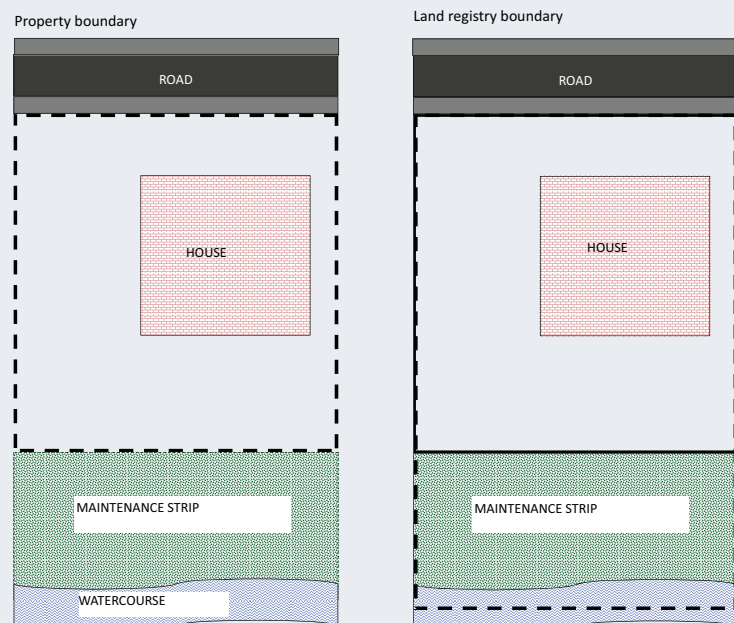 Property boundary
ROAD
HOUSE
MAINTENANCE STRIP
WATERCOURSE
Land registry boundary
ROAD
HOUSE
MAINTENANCE STRIP